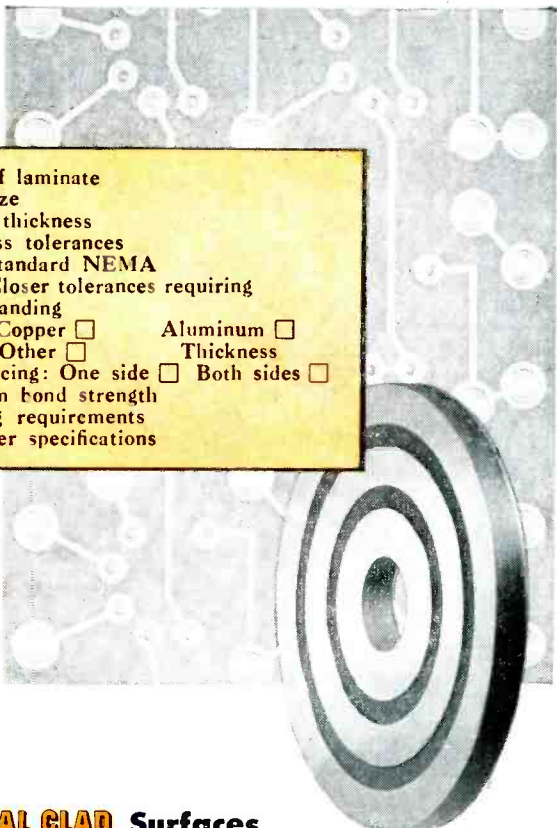 f laminate
ze
thickness
ss tolerances
tandard NEMA
Closer tolerances requiring
anding
Copper ☐ Aluminum ☐
Other ☐ Thickness
cing: One side ☐ Both sides ☐
n bond strength
g requirements
er specifications
AL CLAD Surfaces